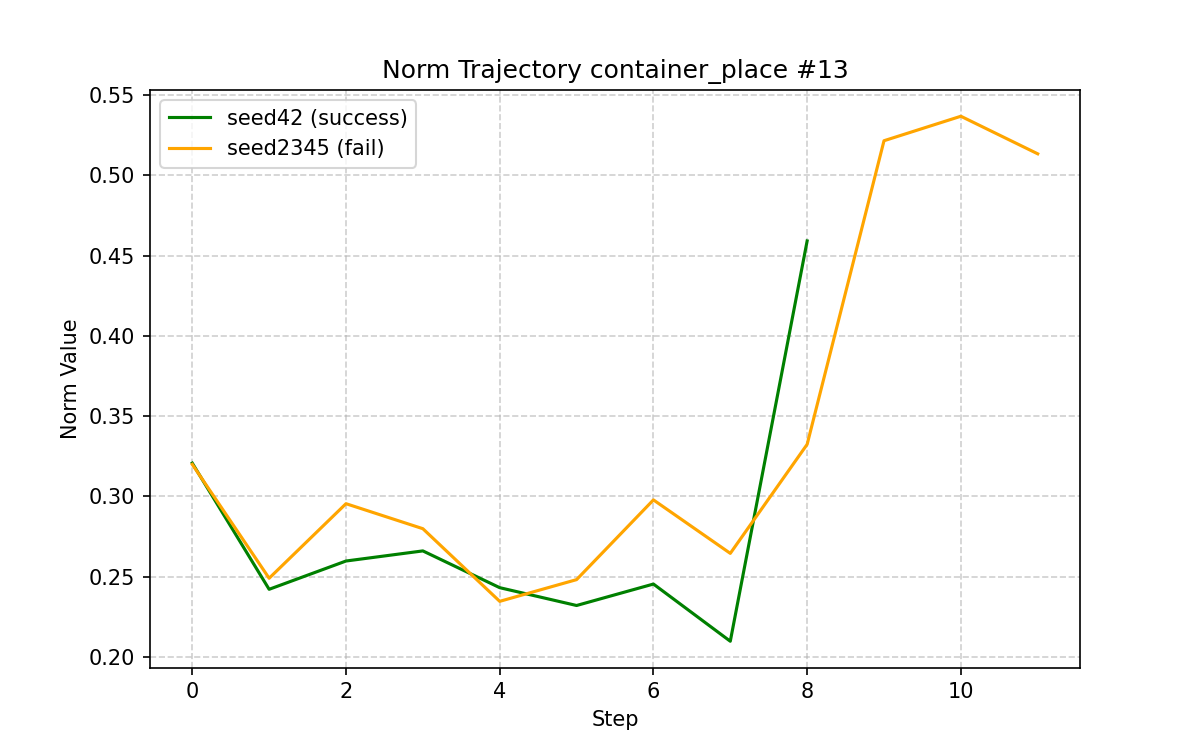 Norm Trajectory container_place #13
seed42 (success)
seed2345 (fail)
Norm Value
0.55
0.50
0.45
0.40
0.35
0.30
0.25
0.20
0 2 4 6 8 10
Step